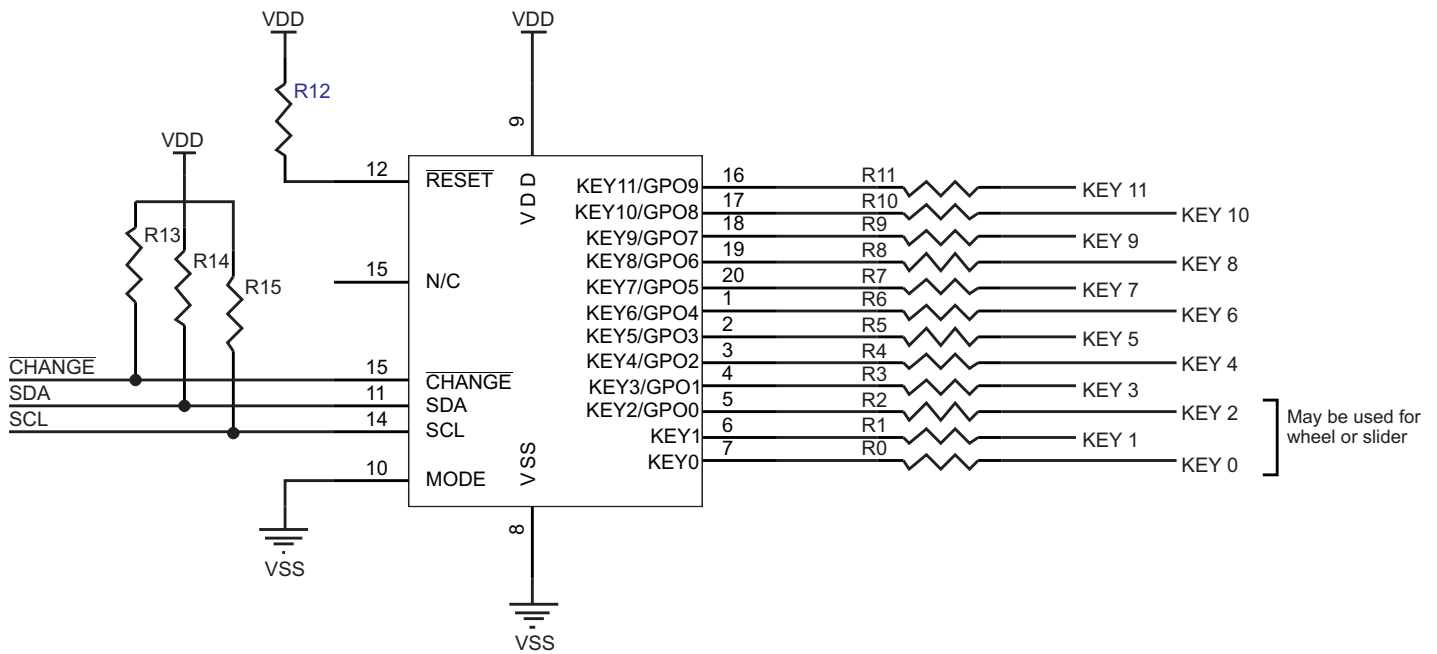 VDD
VDD
R12
9
VDD
12
RESET
VDD
KEY11/GPO9
16
R11
KEY 11
KEY10/GPO8
17
R10
KEY 10
KEY9/GPO7
18
R9
KEY 9
KEY8/GPO6
19
R8
KEY 8
KEY7/GPO5
20
R7
KEY 7
KEY6/GPO4
1
R6
KEY 6
KEY5/GPO3
2
R5
KEY 5
KEY4/GPO2
3
R4
KEY 4
KEY3/GPO1
4
R3
KEY 3
KEY2/GPO0
5
R2
KEY 2
KEY1
6
R1
KEY 1
KEY0
7
R0
KEY 0
May be used for
wheel or slider
R13
R14
R15
15
N/C
CHANGE
15
CHANGE
SDA
11
SDA
SCL
14
SCL
10
MODE
VSS
8
VSS
VSS